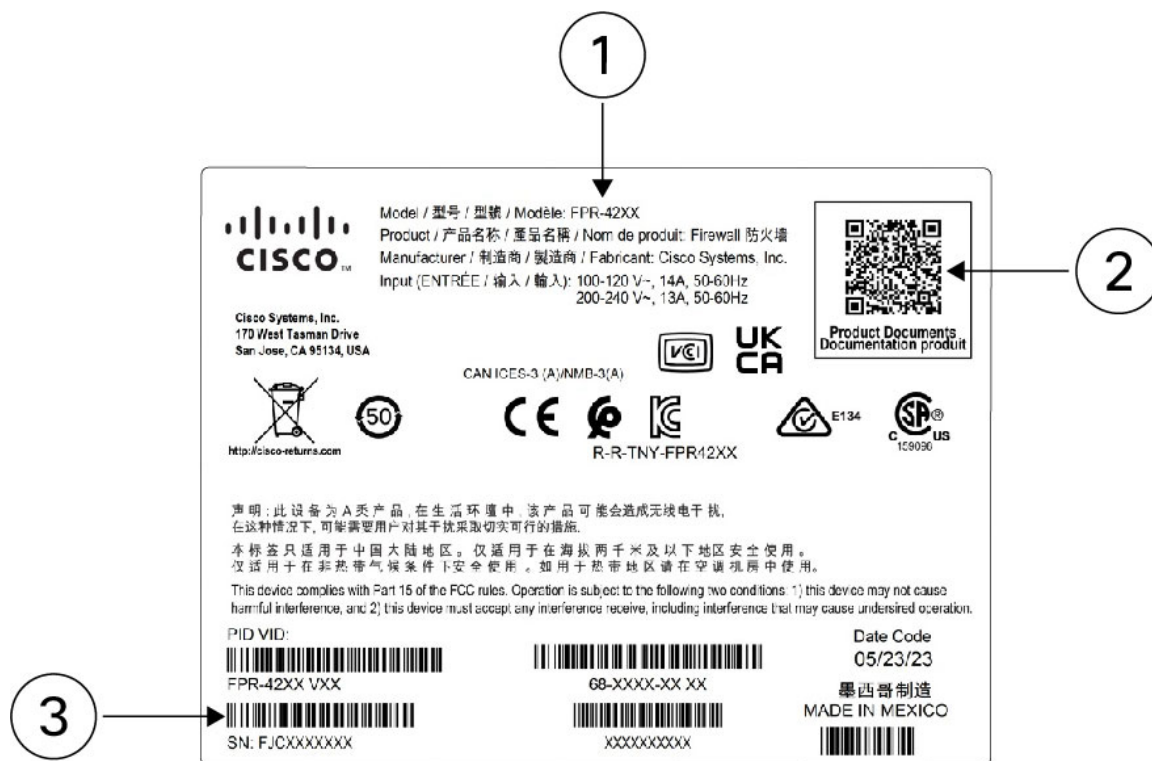 1
CISCO
TM
Model / 型号 / 型號 / Modèle: FPR-42XX
Product / 产品名称 / 產品名稱 / Nom de produit: Firewall 防火墙
Manufacturer / 制造商 / 製造商 / Fabricant: Cisco Systems, Inc.
Input (ENTRÉE / 输入 / 輸入): 100-120 V~, 14A, 50-60Hz
200-240 V~, 13A, 50-60Hz
2
Product Documents
Documentation produit
Cisco Systems, Inc.
170 West Tasman Drive
San Jose, CA 95134, USA
VCI
UK
CA
CAN ICES-3 (A)/NMB-3(A)
50
CE
E134
SA
®
C US
159098
http://cisco-returns.com
R-R-TNY-FPR42XX
声明:此设备为A类产品,在生活环境中,该产品可能会造成无线电干扰,
在这种情况下,可能需要用户对其干扰采取切实可行的措施.
本标签只适用于中国大陆地区。仅适用于在海拔两千米及以下地区安全使用。
仅适用于在非热带气候条件下安全使用。如用于热带地区请在空调机房中使用。
This device complies with Part 15 of the FCC rules. Operation is subject to the following two conditions: 1) this device may not cause
harmful interference, and 2) this device must accept any interference receive, including interference that may cause undersired operation.
PID VID:
FPR-42XX VXX
68-XXXX-XX XX
Date Code
05/23/23
墨西哥制造
MADE IN MEXICO
3
SN: FJCXXXXXXX
XXXXXXXXXX